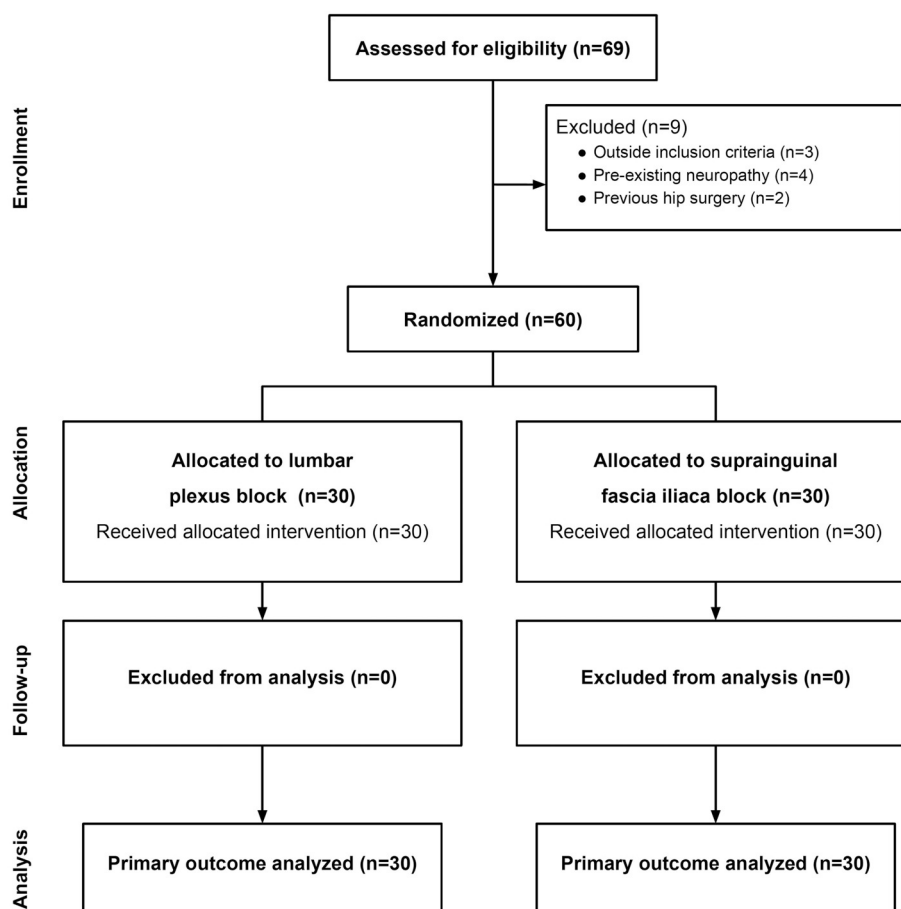 Assessed for eligibility (n=69)
Enrollment
Excluded (n=9)
● Outside inclusion criteria (n=3)
● Pre-existing neuropathy (n=4)
● Previous hip surgery (n=2)
Randomized (n=60)
Allocation
Allocated to lumbar
plexus block (n=30)
Received allocated intervention (n=30)
Allocated to suprainguinal
fascia iliaca block (n=30)
Received allocated intervention (n=30)
Follow-up
Excluded from analysis (n=0)
Excluded from analysis (n=0)
Analysis
Primary outcome analyzed (n=30)
Primary outcome analyzed (n=30)